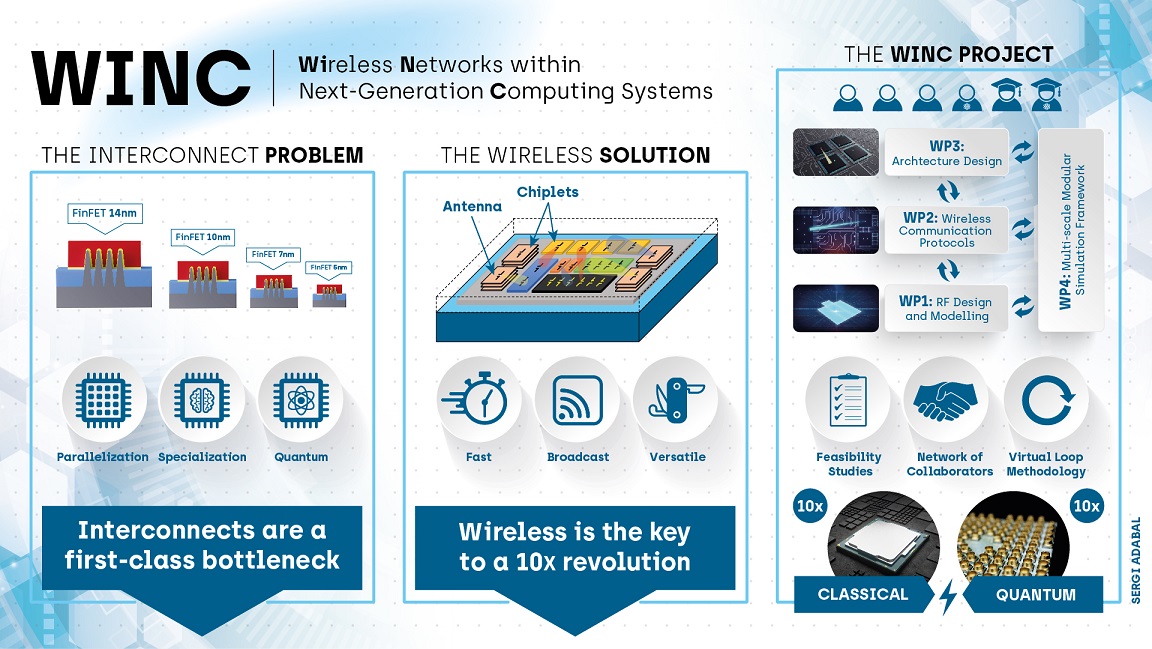 WINC
Wireless Networks within
Next-Generation Computing Systems
THE INTERCONNECT PROBLEM
FinFET 14nm
FinFET 10nm
FinFET 7nm
FinFET 5nm
Parallelization
Specialization
Quantum
Interconnects are a
first-class bottleneck
THE WIRELESS SOLUTION
Chiplets
Antenna
Fast
Broadcast
Versatile
Wireless is the key
to a 10x revolution
THE WINC PROJECT
WP3:
Archtecture Design
WP2: Wireless
Communication
Protocols
WP1: RF Design
and Modelling
WP4: Multi-scale Modular
Simulation Framework
Feasibility
Studies
Network of
Collaborators
Virtual Loop
Methodology
10x
10x
CLASSICAL
QUANTUM
SERGI ADABAL